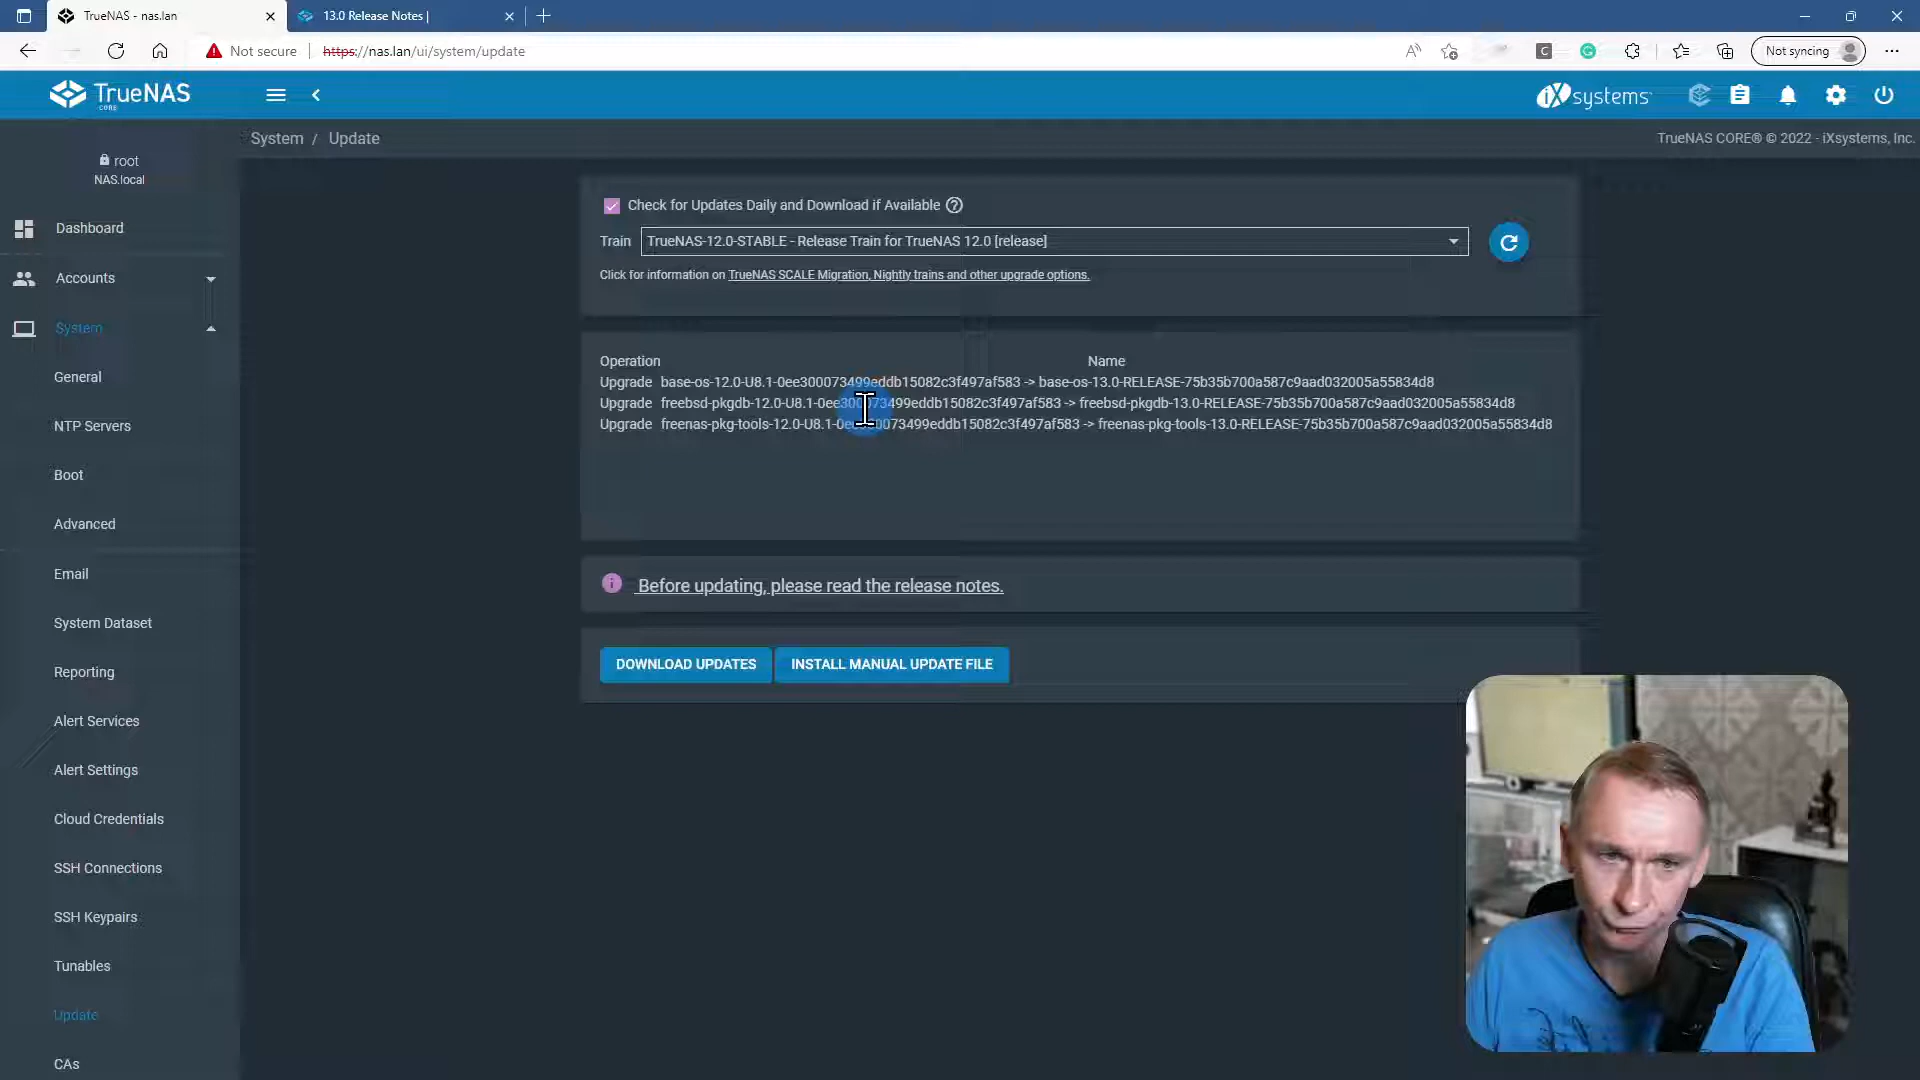 TrueNAS - nas.lan
13.0 Release Notes |
Not secure
https://nas.lan/ui/system/update
Not syncing
TrueNAS
CORE
iXsystems
System / Update
TrueNAS CORE® © 2022 - iXsystems, Inc.
root
NAS.local
Dashboard
Accounts
System
General
NTP Servers
Boot
Advanced
Email
System Dataset
Reporting
Alert Services
Alert Settings
Cloud Credentials
SSH Connections
SSH Keypairs
Tunables
Update
CAs
Check for Updates Daily and Download if Available
Train TrueNAS-12.0-STABLE - Release Train for TrueNAS 12.0 [release]
Click for information on TrueNAS SCALE Migration, Nightly trains and other upgrade options.
Operation Name
Upgrade base-os-12.0-U8.1-0ee300073499eddb15082c3f497af583 -> base-os-13.0-RELEASE-75b35b700a587c9aad032005a55834d8
Upgrade freebsd-pkgdb-12.0-U8.1-0ee300073499eddb15082c3f497af583 -> freebsd-pkgdb-13.0-RELEASE-75b35b700a587c9aad032005a55834d8
Upgrade freenas-pkg-tools-12.0-U8.1-0ee300073499eddb15082c3f497af583 -> freenas-pkg-tools-13.0-RELEASE-75b35b700a587c9aad032005a55834d8
Before updating, please read the release notes.
DOWNLOAD UPDATES
INSTALL MANUAL UPDATE FILE